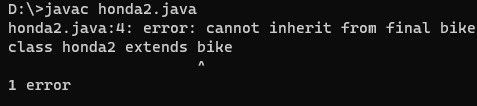 D:\>javac honda2.java
honda2.java:4: error: cannot inherit from final bike
class honda2 extends bike
^
1 error